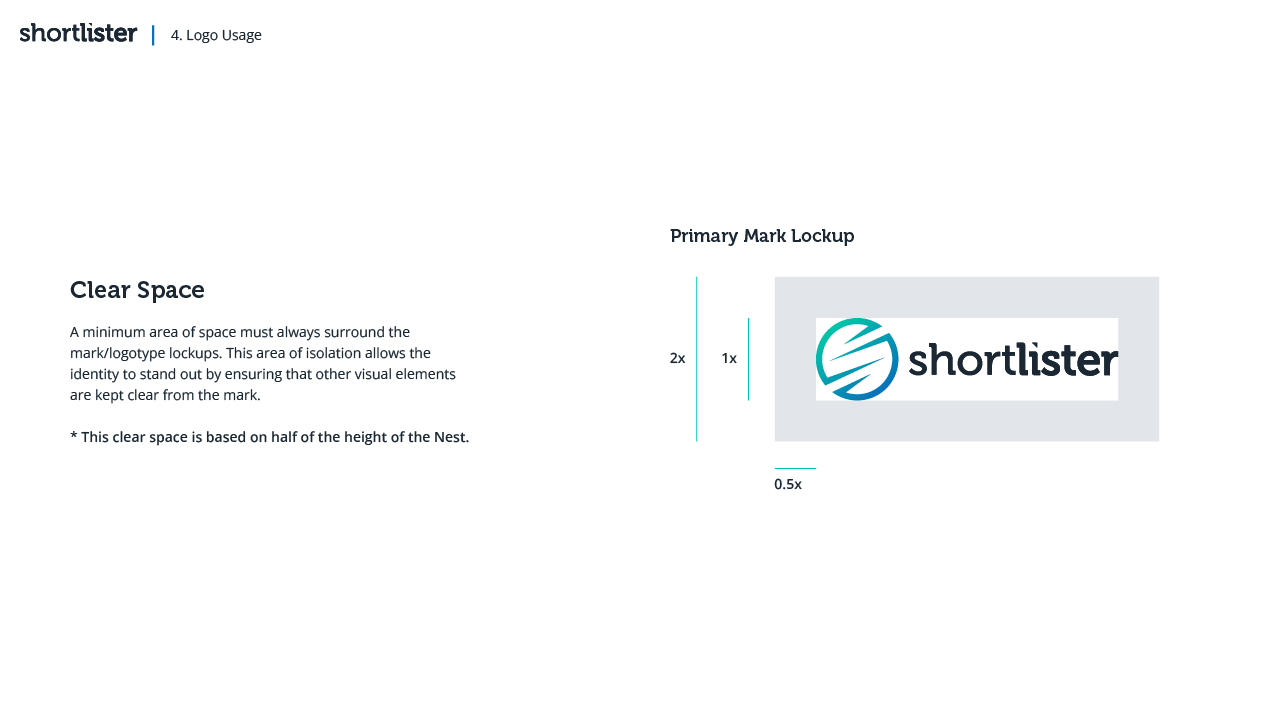 shortlister | 4. Logo Usage
Clear Space
A minimum area of space must always surround the
mark/logotype lockups. This area of isolation allows the
identity to stand out by ensuring that other visual elements
are kept clear from the mark.
* This clear space is based on half of the height of the Nest.
Primary Mark Lockup
2x
1x
shortlister
0.5x